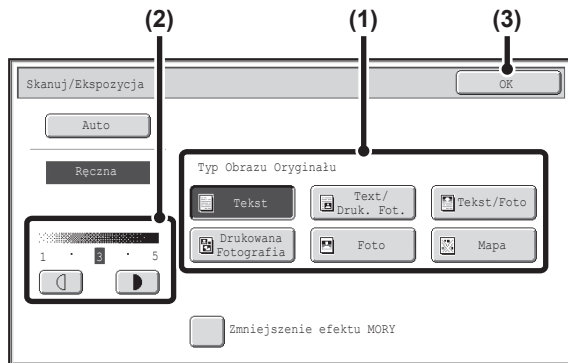 (2) (1) (3)
Skanuj/Ekspozycja OK
Auto
Ręczna
Typ Obrazu Oryginału
Tekst Text/ Druk. Fot. Tekst/Foto
Drukowana Fotografia Foto Mapa
1 · 3 · 5
Zmniejszenie efektu MORY